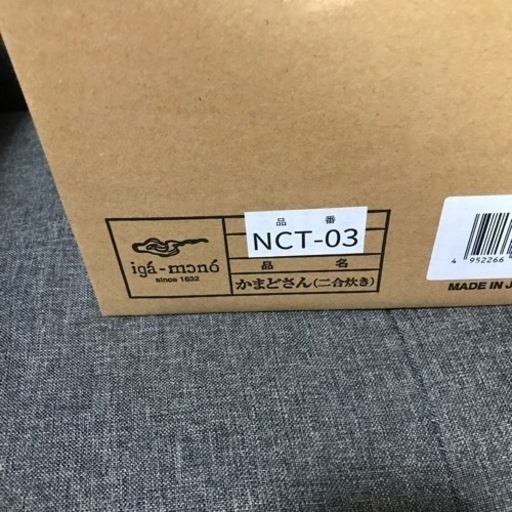 品 番
NCT-03
品 名
かまどさん(二合炊き)
igá-monó
since 1832
4 952266
MADE IN J